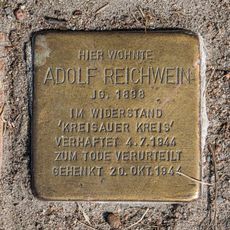 HIER WOHNTE
ADOLF REICHWEIN
JG. 1898
IM WIDERSTAND
'KREISAUER KREIS'
VERHAFTET 4.7.1944
ZUM TODE VERURTEILT
GEHENKT 20.OKT.1944